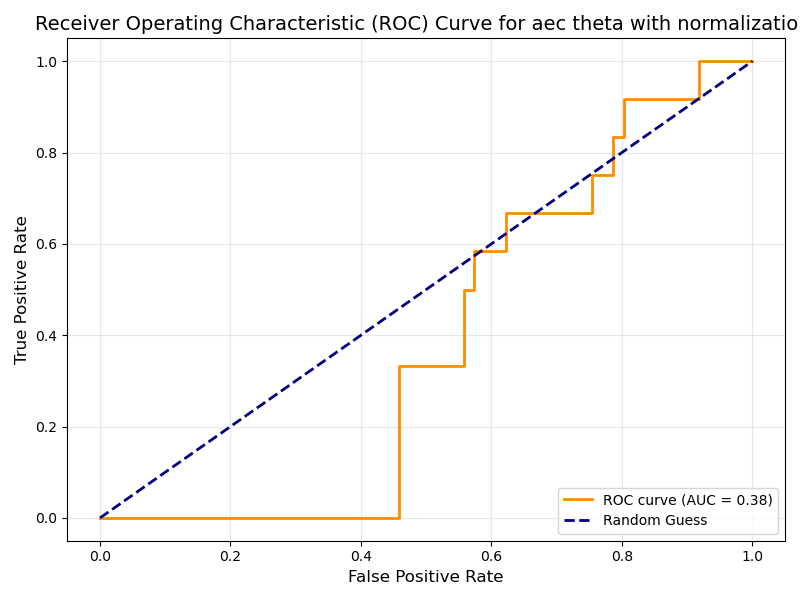 Receiver Operating Characteristic (ROC) Curve for aec theta with normalizatio
1.0
0.8
0.6
0.4
0.2
0.0
True Positive Rate
ROC curve (AUC = 0.38)
Random Guess
0.0 0.2 0.4 0.6 0.8 1.0
False Positive Rate